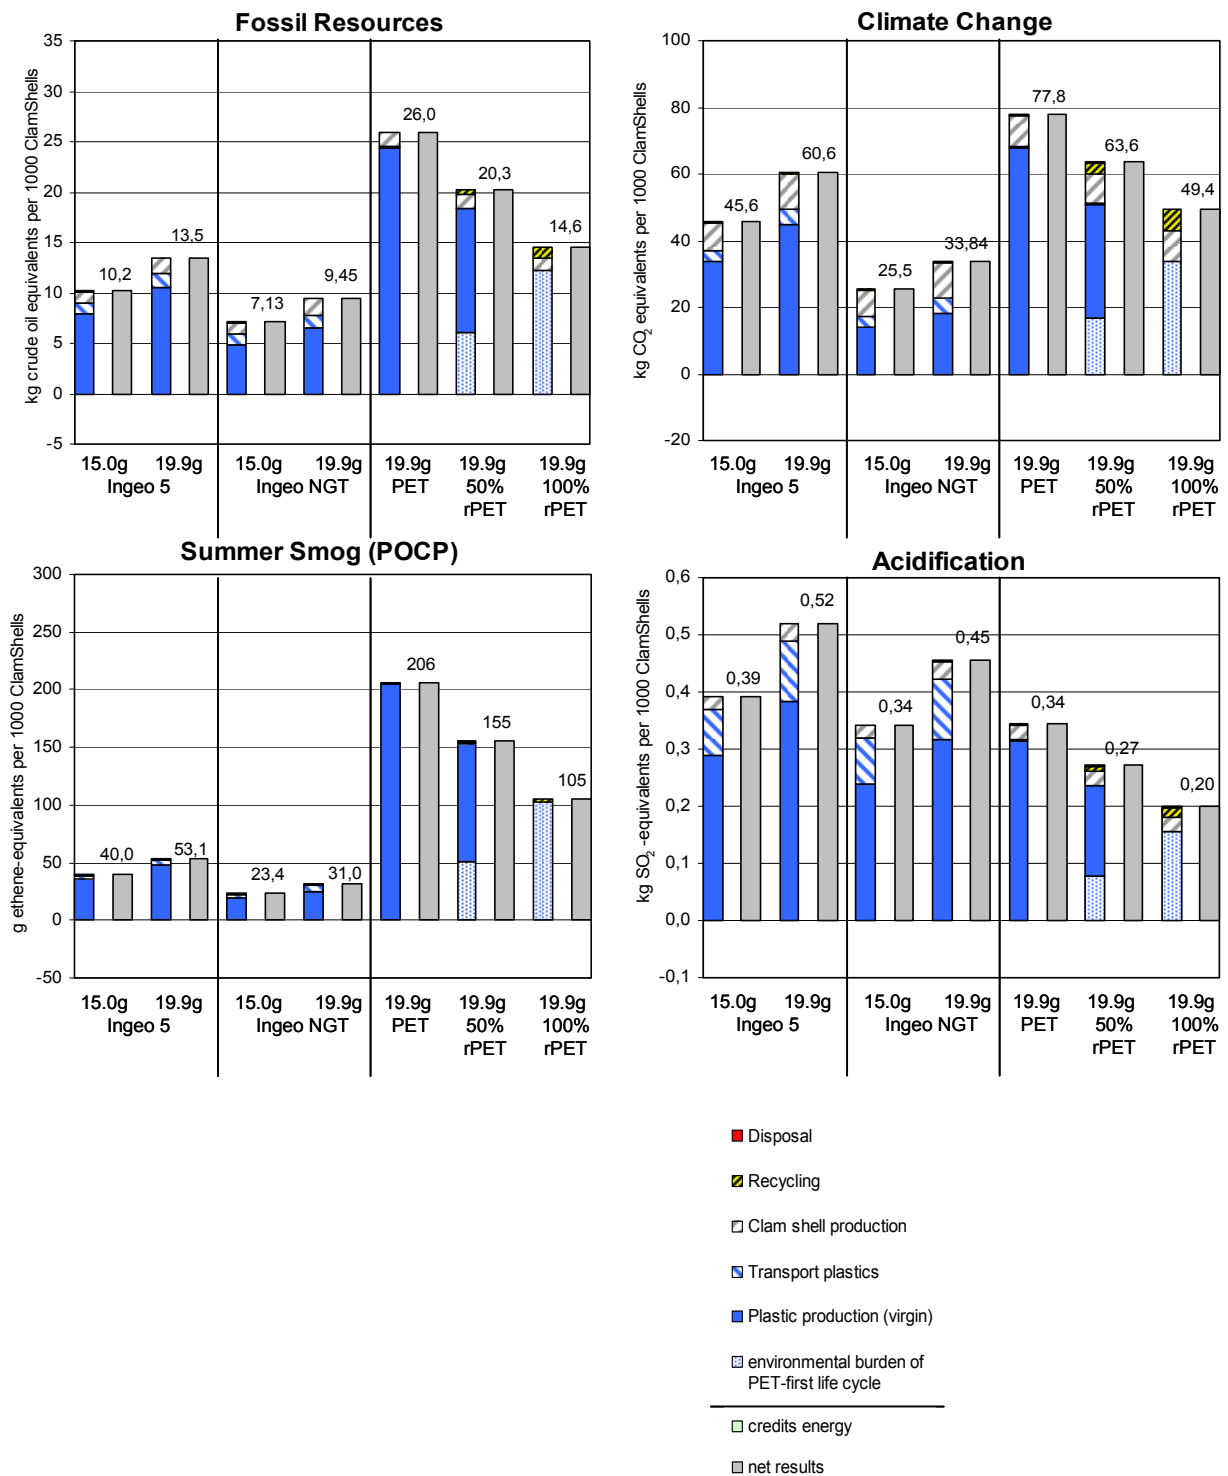 Fossil Resources
kg crude oil equivalents per 1000 ClamShells
35
30
25
20
15
10
5
0
-5
10,2
13,5
7,13
9,45
26,0
20,3
14,6
15.0g 19.9g
Ingeo 5
15.0g 19.9g
Ingeo NGT
19.9g
PET
19.9g
50%
rPET
19.9g
100%
rPET
Climate Change
kg CO2 equivalents per 1000 ClamShells
100
80
60
40
20
0
-20
45,6
60,6
25,5
33,84
77,8
63,6
49,4
15.0g 19.9g
Ingeo 5
15.0g 19.9g
Ingeo NGT
19.9g
PET
19.9g
50%
rPET
19.9g
100%
rPET
Summer Smog (POCP)
g ethene-equivalents per 1000 ClamShells
300
250
200
150
100
50
0
-50
40,0
53,1
23,4
31,0
206
155
105
15.0g 19.9g
Ingeo 5
15.0g 19.9g
Ingeo NGT
19.9g
PET
19.9g
50%
rPET
19.9g
100%
rPET
Acidification
kg SO2 -equivalents per 1000 ClamShells
0,6
0,5
0,4
0,3
0,2
0,1
0,0
-0,1
0,39
0,52
0,34
0,45
0,34
0,27
0,20
15.0g 19.9g
Ingeo 5
15.0g 19.9g
Ingeo NGT
19.9g
PET
19.9g
50%
rPET
19.9g
100%
rPET
Disposal
Recycling
Clam shell production
Transport plastics
Plastic production (virgin)
environmental burden of
PET-first life cycle
credits energy
net results